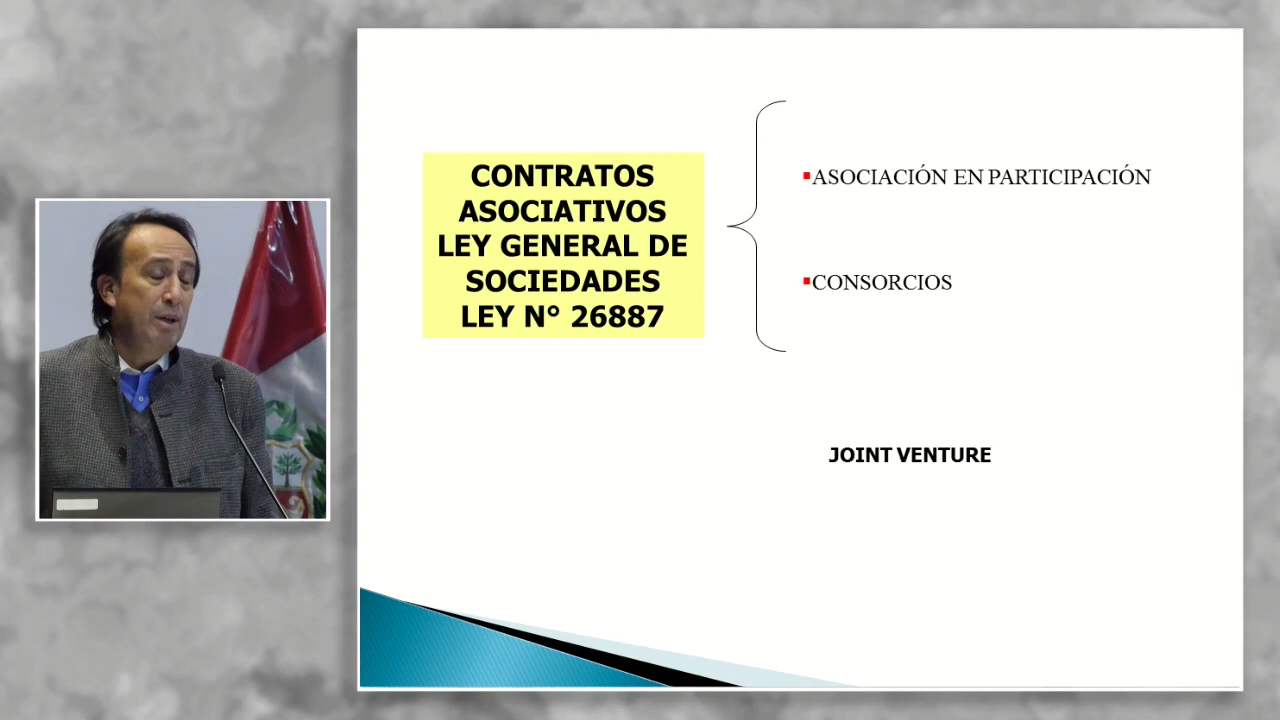 CONTRATOS
ASOCIATIVOS
LEY GENERAL DE
SOCIEDADES
LEY N° 26887
▪ASOCIACIÓN EN PARTICIPACIÓN
▪CONSORCIOS
JOINT VENTURE